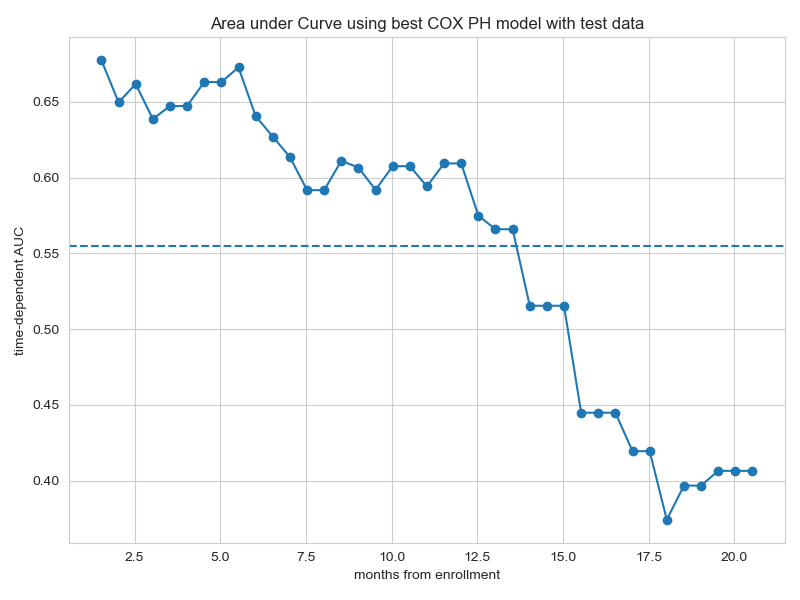 Area under Curve using best COX PH model with test data
time-dependent AUC
0.65
0.60
0.55
0.50
0.45
0.40
2.5 5.0 7.5 10.0 12.5 15.0 17.5 20.0
months from enrollment